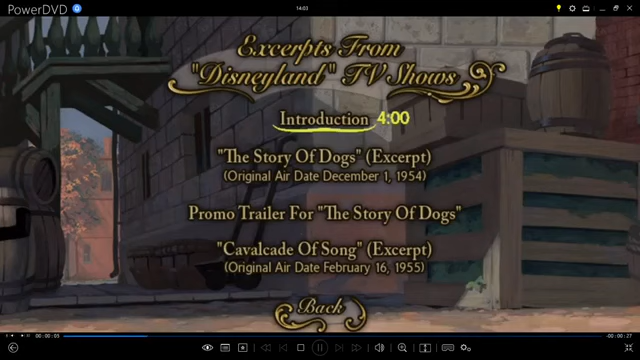 PowerDVD
14:03
Excerpts From
"Disneyland" TV Shows
Introduction 4:00
"The Story Of Dogs" (Excerpt)
(Original Air Date December 1, 1954)
Promo Trailer For "The Story Of Dogs"
"Cavalcade Of Song" (Excerpt)
(Original Air Date February 16, 1955)
Back
00:00:03
-00:00:27